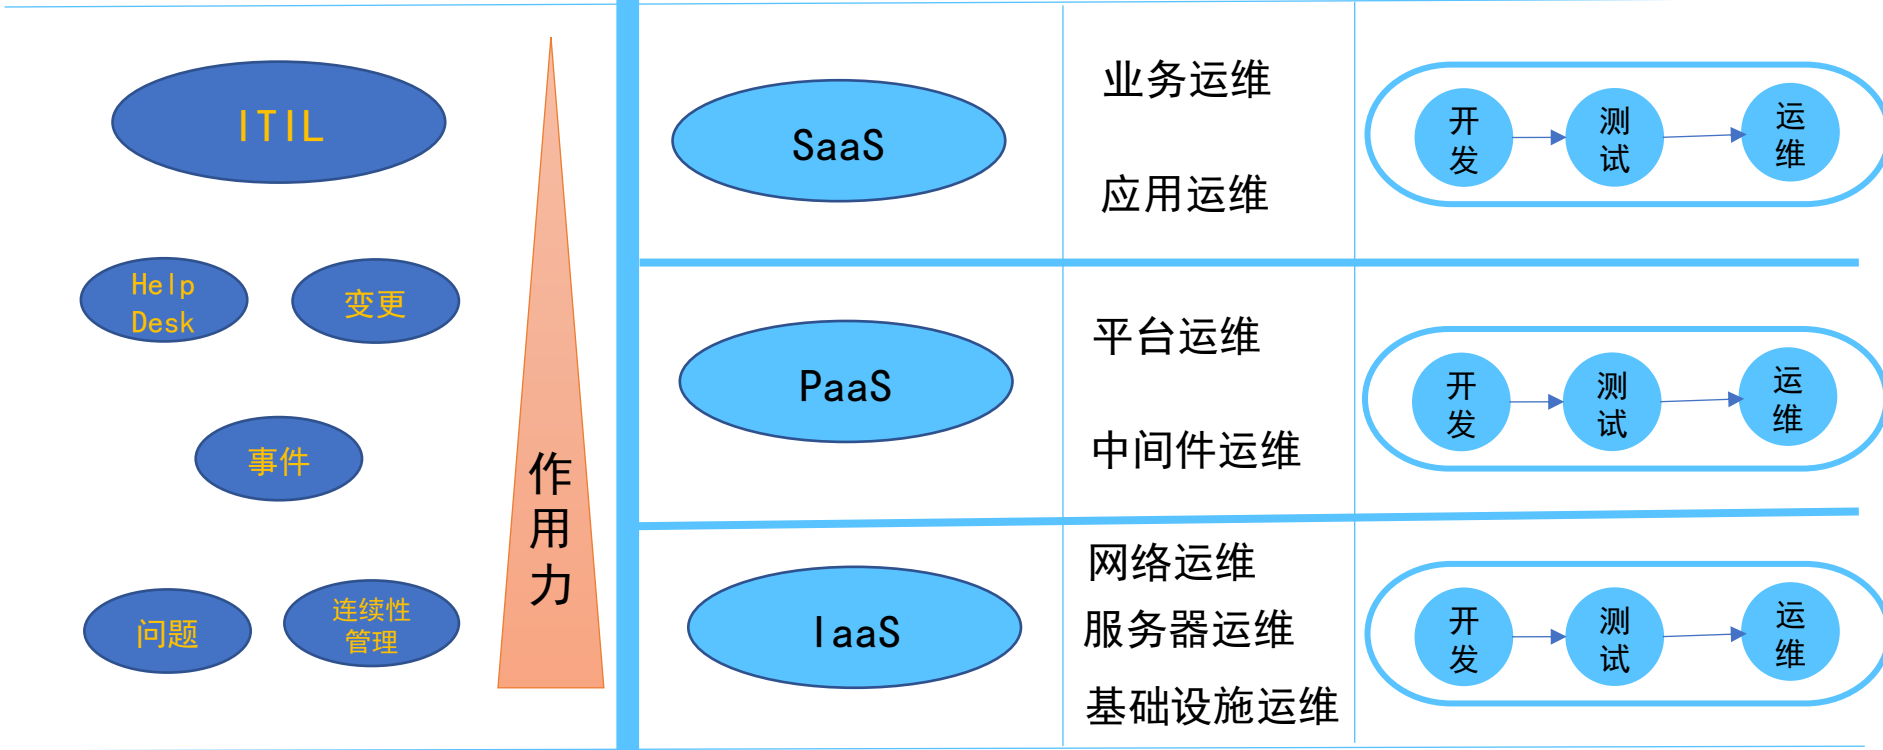 ITIL
Help
Desk
变更
事件
问题
连续性
管理
作
用
力
SaaS
业务运维
应用运维
开
发
测
试
运
维
PaaS
平台运维
中间件运维
开
发
测
试
运
维
IaaS
网络运维
服务器运维
基础设施运维
开
发
测
试
运
维